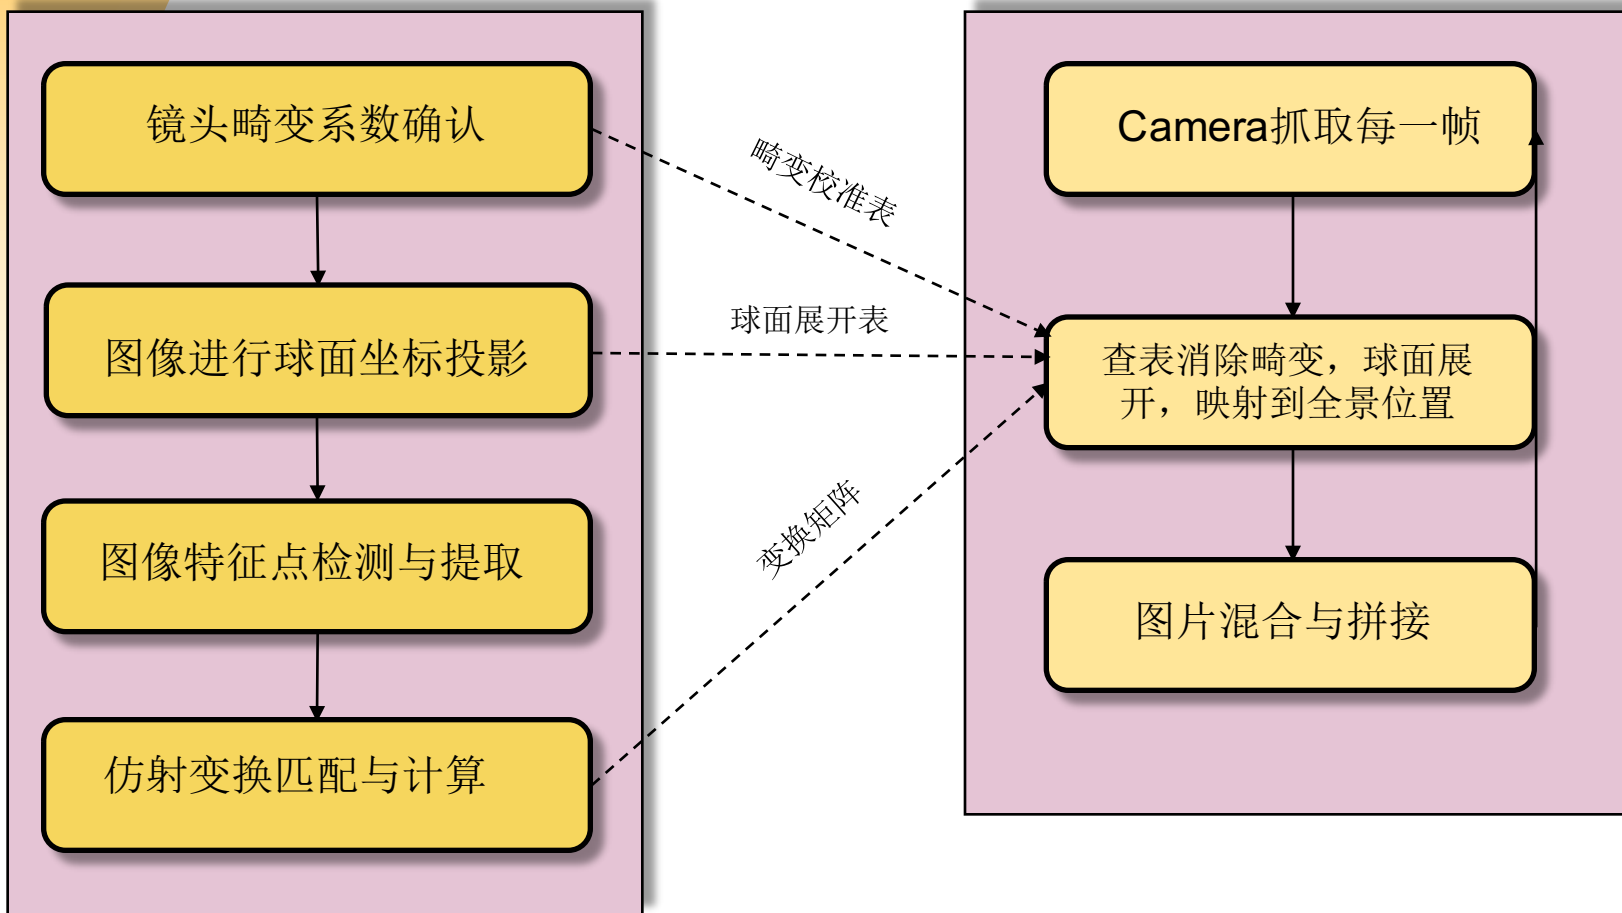 镜头畸变系数确认
图像进行球面坐标投影
图像特征点检测与提取
仿射变换匹配与计算
畸变校准表
球面展开表
变换矩阵
Camera抓取每一帧
查表消除畸变，球面展
开，映射到全景位置
图片混合与拼接